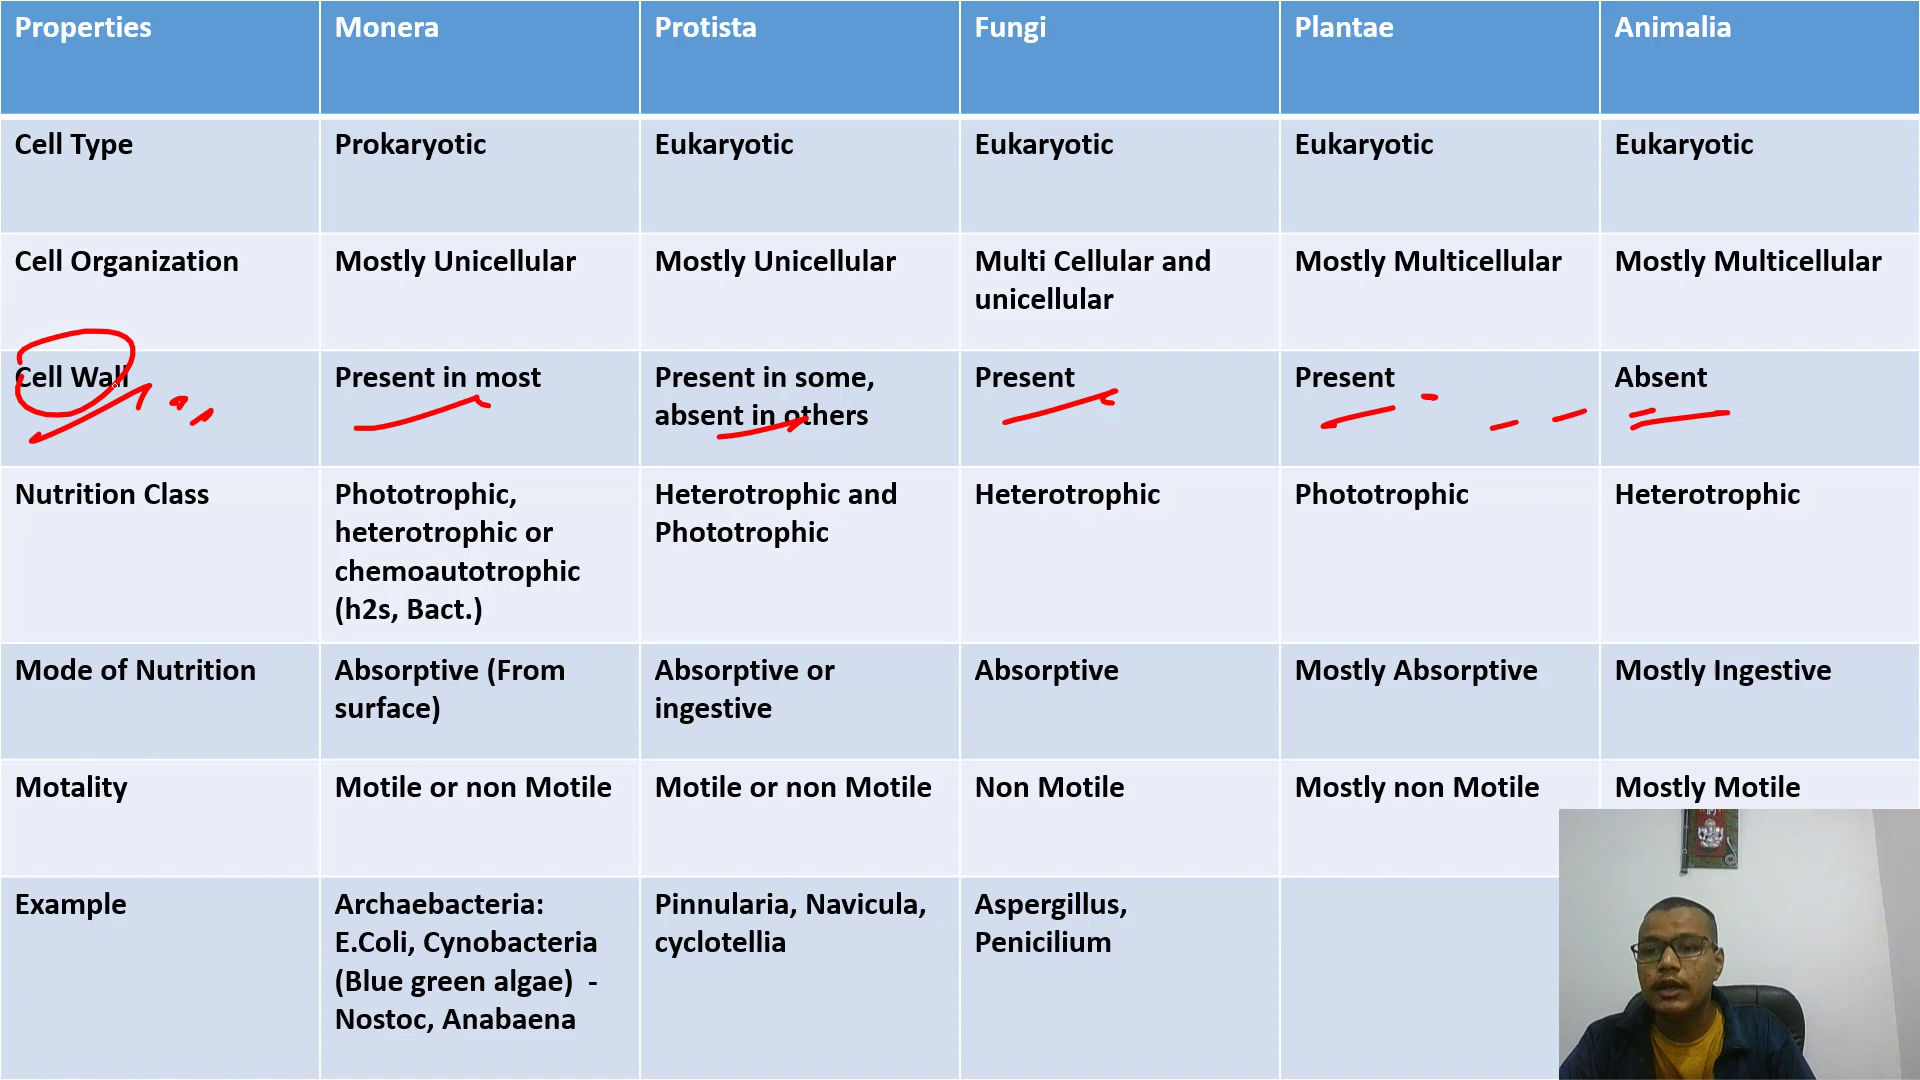 Properties
Monera
Protista
Fungi
Plantae
Animalia
Cell Type
Prokaryotic
Eukaryotic
Eukaryotic
Eukaryotic
Eukaryotic
Cell Organization
Mostly Unicellular
Mostly Unicellular
Multi Cellular and
unicellular
Mostly Multicellular
Mostly Multicellular
Cell Wall
Present in most
Present in some,
absent in others
Present
Present
Absent
Nutrition Class
Phototrophic,
heterotrophic or
chemoautotrophic
(h2s, Bact.)
Heterotrophic and
Phototrophic
Heterotrophic
Phototrophic
Heterotrophic
Mode of Nutrition
Absorptive (From
surface)
Absorptive or
ingestive
Absorptive
Mostly Absorptive
Mostly Ingestive
Motality
Motile or non Motile
Motile or non Motile
Non Motile
Mostly non Motile
Mostly Motile
Example
Archaebacteria:
E.Coli, Cynobacteria
(Blue green algae)  -
Nostoc, Anabaena
Pinnularia, Navicula,
cyclotellia
Aspergillus,
Penicilium